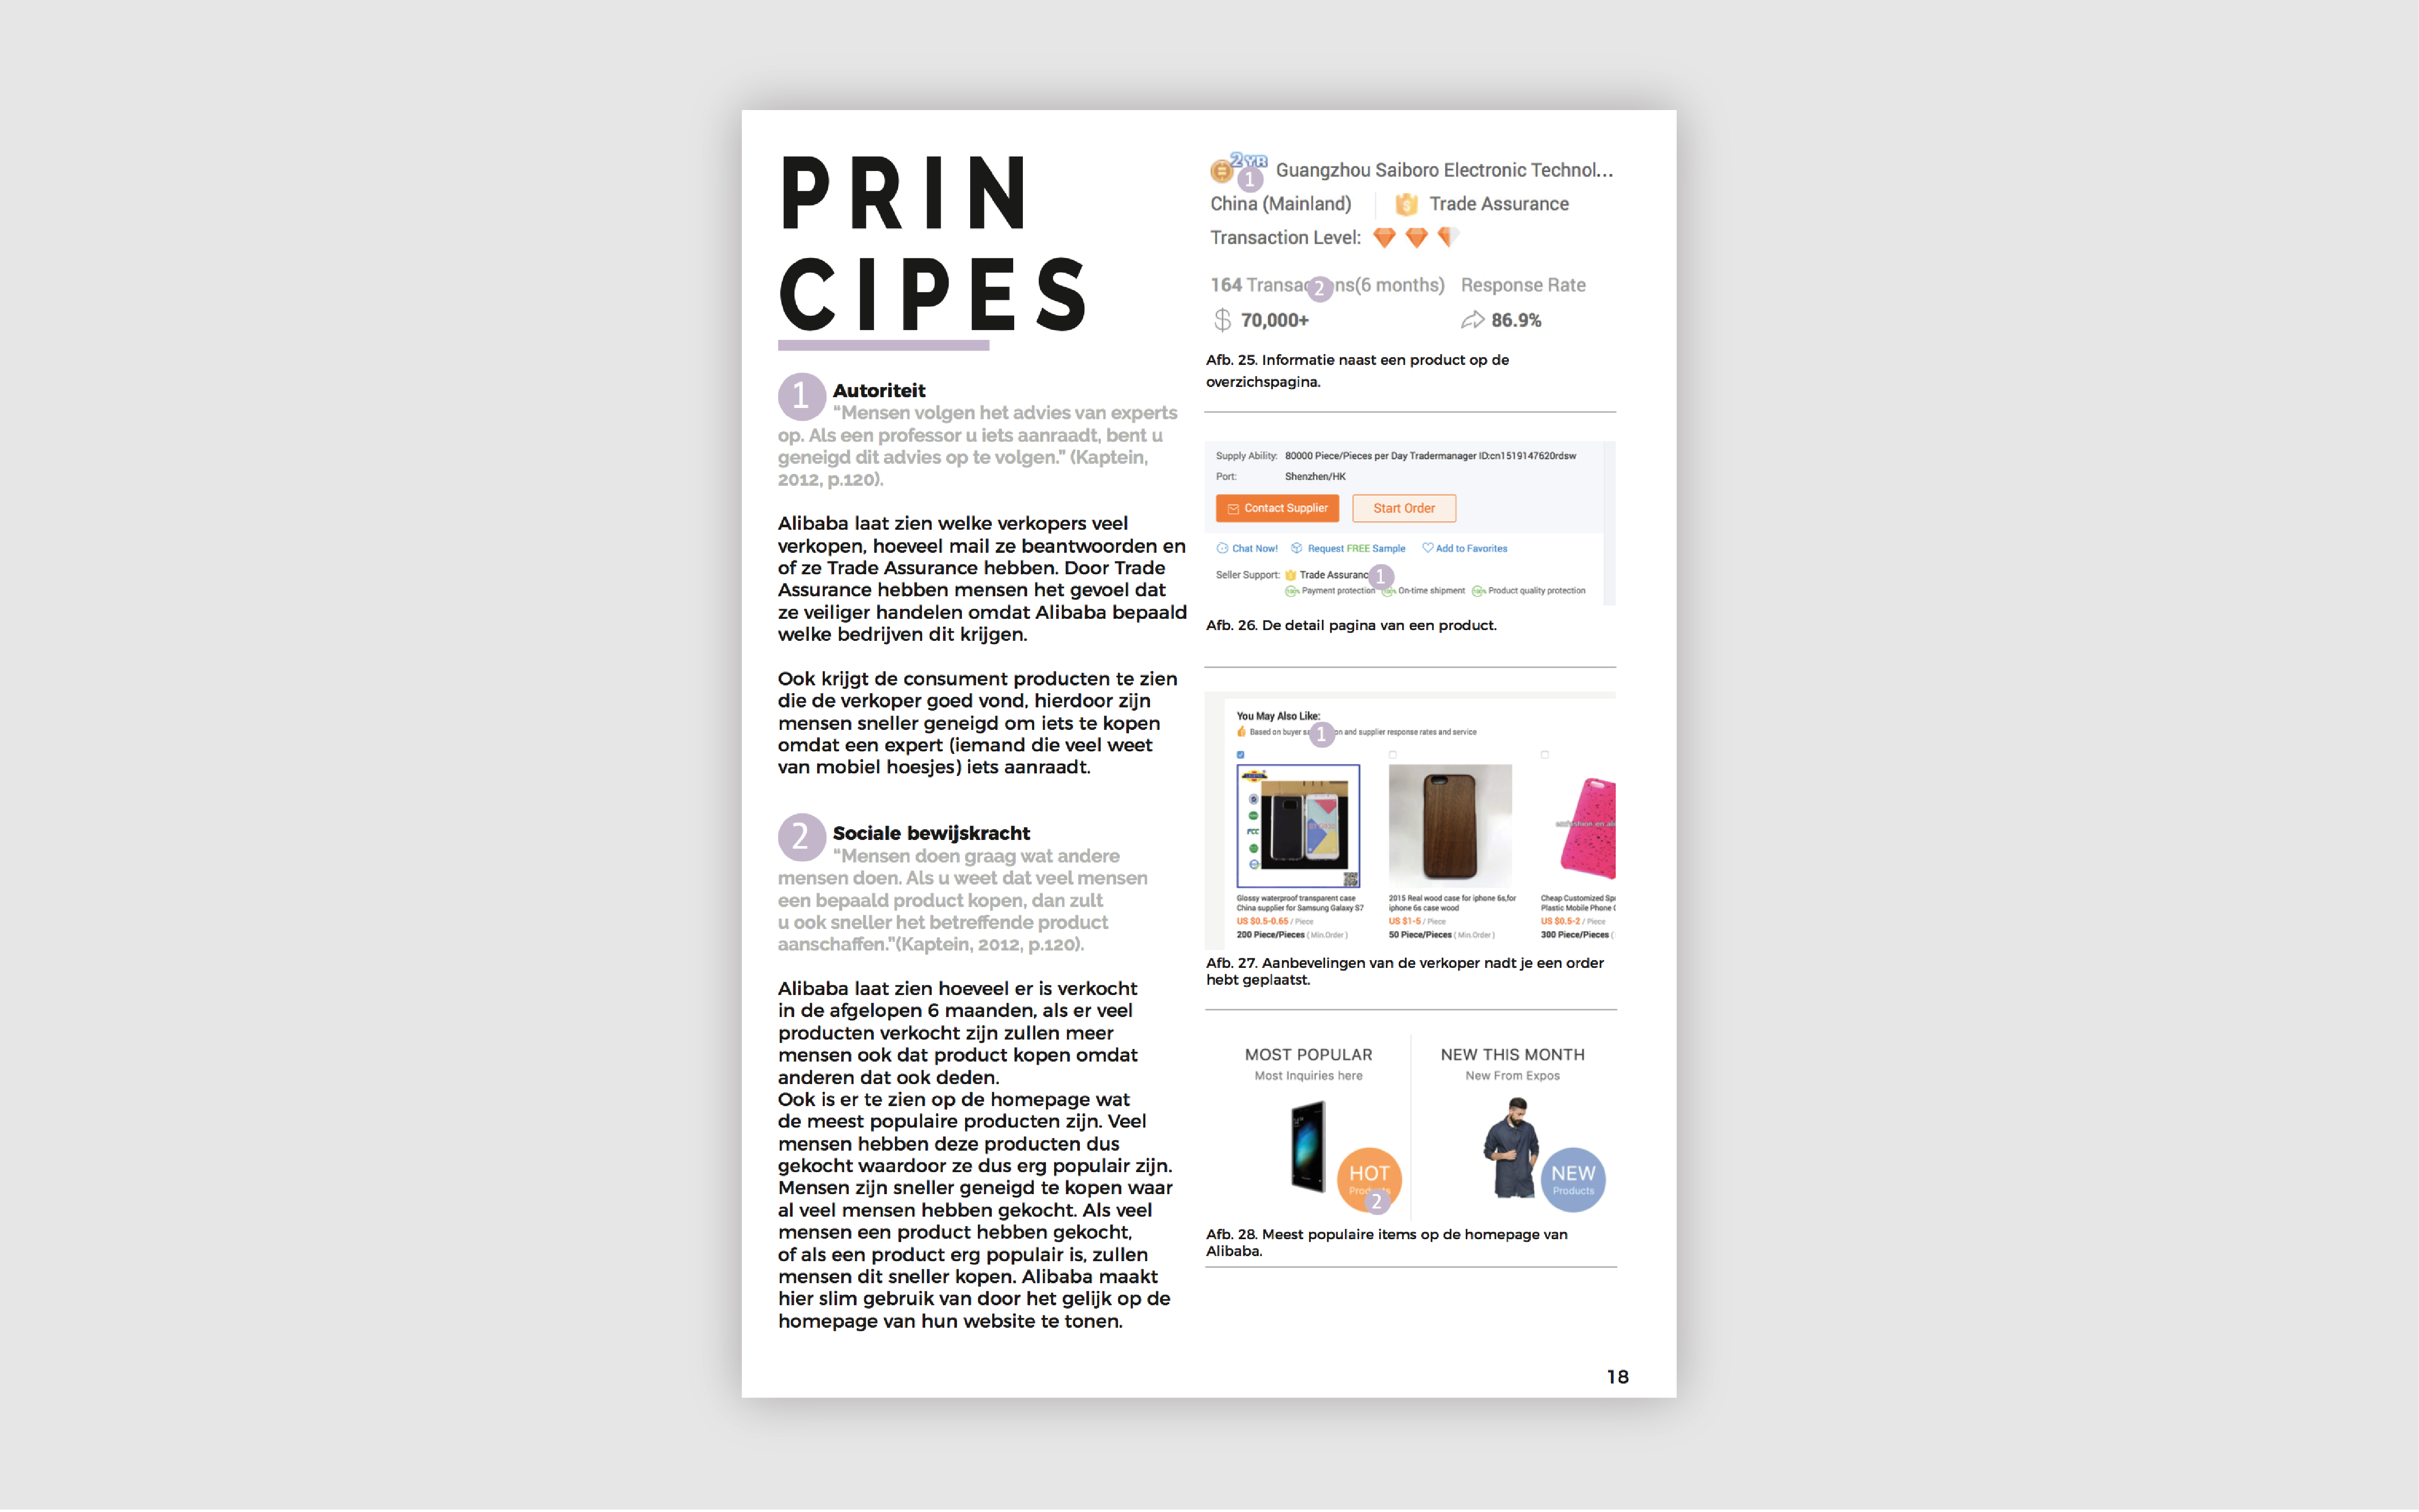 PRIN
CIPES
1 Autoriteit
“Mensen volgen het advies van experts
op. Als een professor u iets aanraadt, bent u
geneigd dit advies op te volgen.” (Kaptein,
2012, p.120).
Alibaba laat zien welke verkopers veel
verkopen, hoeveel mail ze beantwoorden en
of ze Trade Assurance hebben. Door Trade
Assurance hebben mensen het gevoel dat
ze veiliger handelen omdat Alibaba bepaald
welke bedrijven dit krijgen.
Ook krijgt de consument producten te zien
die de verkoper goed vond, hierdoor zijn
mensen sneller geneigd om iets te kopen
omdat een expert (iemand die veel weet
van mobiel hoesjes) iets aanraadt.
2 Sociale bewijskracht
“Mensen doen graag wat andere
mensen doen. Als u weet dat veel mensen
een bepaald product kopen, dan zult
u ook sneller het betreffende product
aanschaffen.”(Kaptein, 2012, p.120).
Alibaba laat zien hoeveel er is verkocht
in de afgelopen 6 maanden, als er veel
producten verkocht zijn zullen meer
mensen ook dat product kopen omdat
anderen dat ook deden.
Ook is er te zien op de homepage wat
de meest populaire producten zijn. Veel
mensen hebben deze producten dus
gekocht waardoor ze dus erg populair zijn.
Mensen zijn sneller geneigd te kopen waar
al veel mensen hebben gekocht. Als veel
mensen een product hebben gekocht,
of als een product erg populair is, zullen
mensen dit sneller kopen. Alibaba maakt
hier slim gebruik van door het gelijk op de
homepage van hun website te tonen.
2 YR 1 Guangzhou Saiboro Electronic Technol...
China (Mainland) Trade Assurance
Transaction Level:
164 Transac 2 ns(6 months) Response Rate
$ 70,000+ 86.9%
Afb. 25. Informatie naast een product op de
overzichspagina.
Supply Ability: 80000 Piece/Pieces per Day Tradermanager ID:cn1519147620rdsw
Port: Shenzhen/HK
Contact Supplier Start Order
Chat Now! Request FREE Sample Add to Favorites
Seller Support: Trade Assuranc 1
100% Payment protection 100% On-time shipment 100% Product quality protection
Afb. 26. De detail pagina van een product.
You May Also Like:
Based on buyer sa 1 on and supplier response rates and service
FCC
Glossy waterproof transparent case
China supplier for Samsung Galaxy S7
US $0.5-0.65 / Piece
200 Piece/Pieces ( Min.Order )
2015 Real wood case for iphone 6s,for
iphone 6s case wood
US $1-5 / Piece
50 Piece/Pieces ( Min.Order )
Cheap Customized Sp
Plastic Mobile Phone
US $0.5-2 / Piece
300 Piece/Pieces (
Afb. 27. Aanbevelingen van de verkoper nadt je een order
hebt geplaatst.
MOST POPULAR
Most Inquiries here
HOT
Products
2
NEW THIS MONTH
New From Expos
NEW
Products
Afb. 28. Meest populaire items op de homepage van
Alibaba.
18